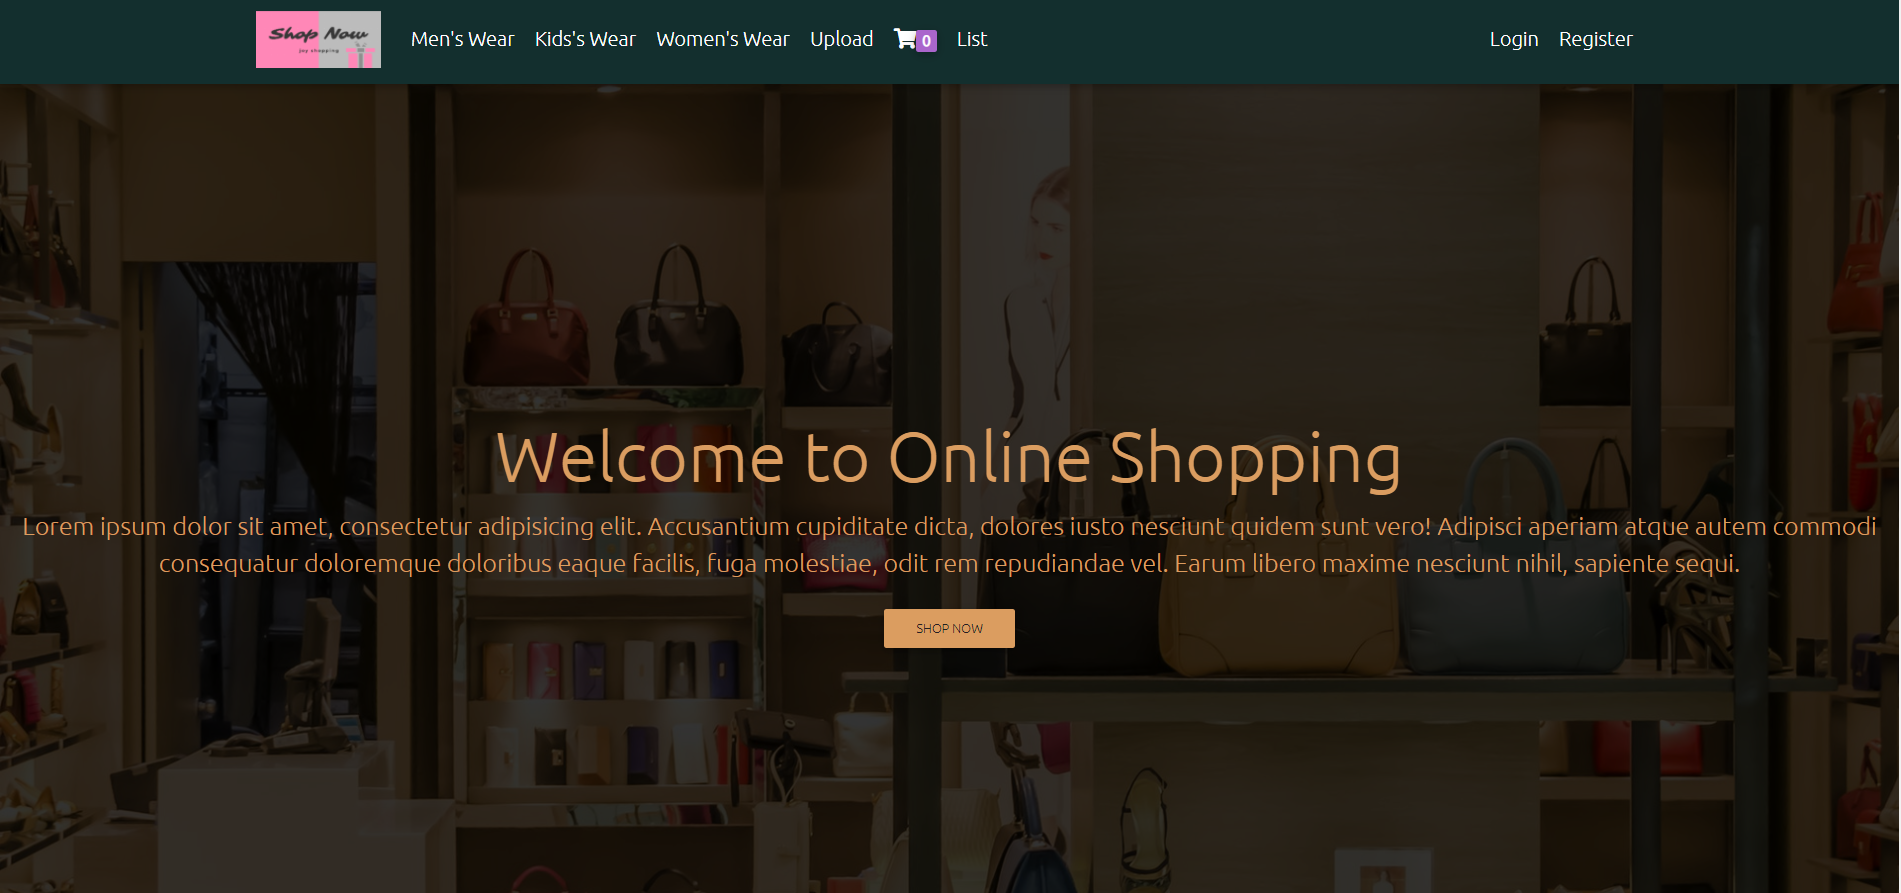 Shop Now
joy shopping
Men's Wear Kids's Wear Women's Wear Upload 0 List Login Register
Welcome to Online Shopping
Lorem ipsum dolor sit amet, consectetur adipisicing elit. Accusantium cupiditate dicta, dolores iusto nesciunt quidem sunt vero! Adipisci aperiam atque autem commodi
consequatur doloremque doloribus eaque facilis, fuga molestiae, odit rem repudiandae vel. Earum libero maxime nesciunt nihil, sapiente sequi.
SHOP NOW